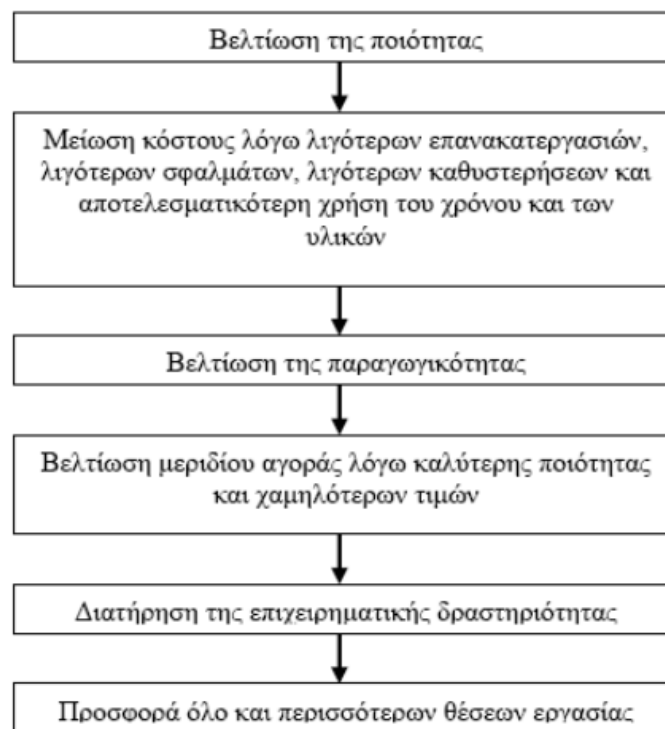 Βελτίωση της ποιότητας
Μείωση κόστους λόγω λιγότερων επανακατεργασιών,
λιγότερων σφαλμάτων, λιγότερων καθυστερήσεων και
αποτελεσματικότερη χρήση του χρόνου και των
υλικών
Βελτίωση της παραγωγικότητας
Βελτίωση μεριδίου αγοράς λόγω καλύτερης ποιότητας
και χαμηλότερων τιμών
Διατήρηση της επιχειρηματικής δραστηριότητας
Προσφορά όλο και περισσότερων θέσεων εργασίας